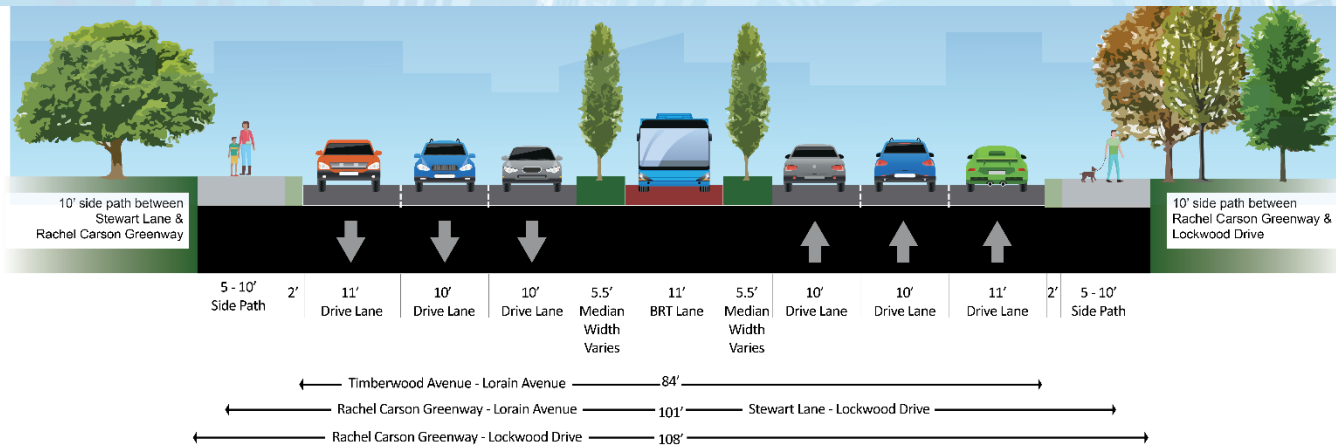 10' side path between
Stewart Lane &
Rachel Carson Greenway
10' side path between
Rachel Carson Greenway &
Lockwood Drive
5 - 10'
Side Path
2'
11'
Drive Lane
10'
Drive Lane
10'
Drive Lane
5.5'
Median
Width
Varies
11'
BRT Lane
5.5'
Median
Width
Varies
10'
Drive Lane
10'
Drive Lane
11'
Drive Lane
2'
5 - 10'
Side Path
Timberwood Avenue - Lorain Avenue 84'
Rachel Carson Greenway - Lorain Avenue 101' Stewart Lane - Lockwood Drive
Rachel Carson Greenway - Lockwood Drive 108'